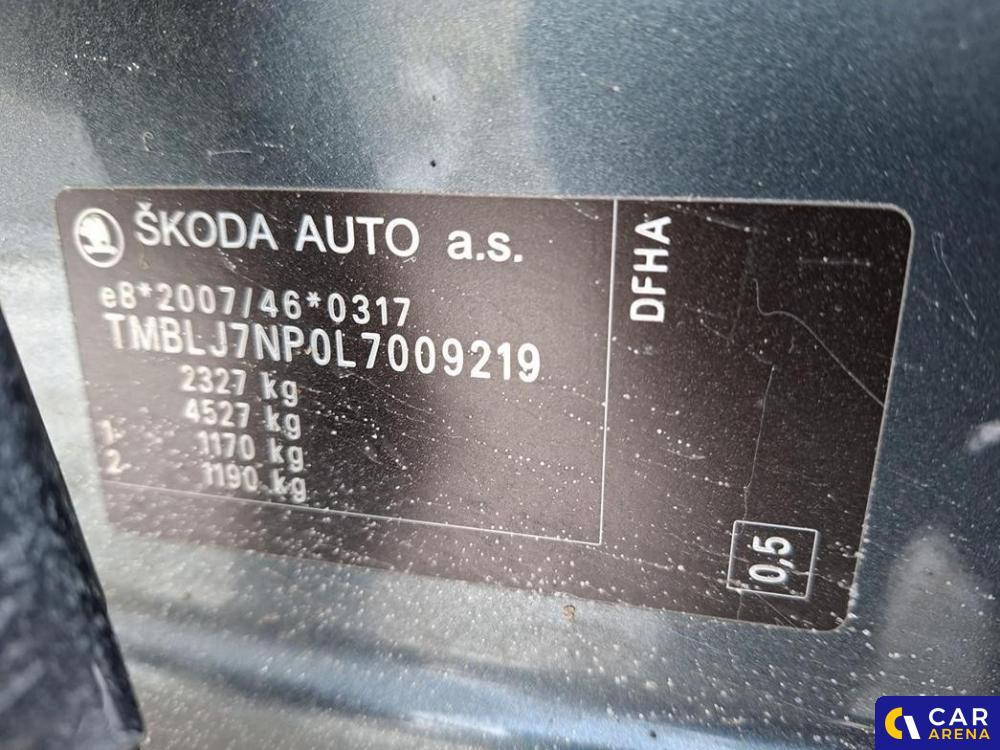 ŠKODA AUTO a.s.
e8*2007/46*0317
TMBLJ7NP0L7009219
2327 kg
4527 kg
1- 1170 kg
2- 1190 kg
DFHA
0,5
CAR
ARENA